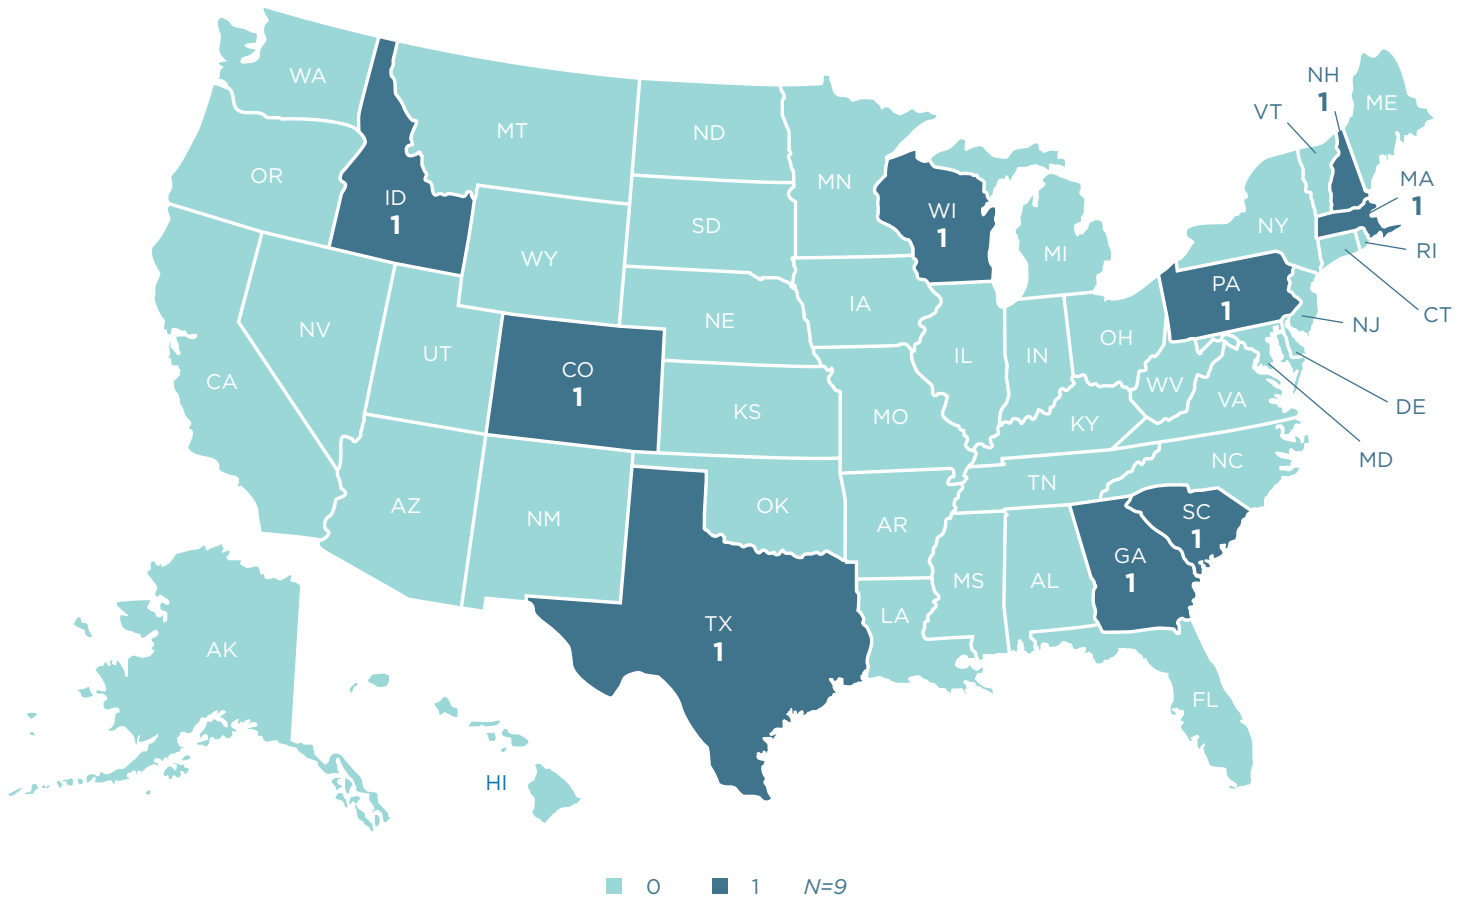 WA
MT
ND
MN
OR
ID
1
SD
WY
WI
1
MI
NY
VT
NH
1
ME
MA
1
RI
CT
NJ
DE
MD
PA
1
NV
UT
CA
CO
1
NE
IA
IL
IN
OH
WV
VA
KS
MO
KY
NC
TN
AZ
NM
OK
AR
SC
1
GA
1
MS
AL
LA
TX
1
FL
AK
HI
0 1 N=9